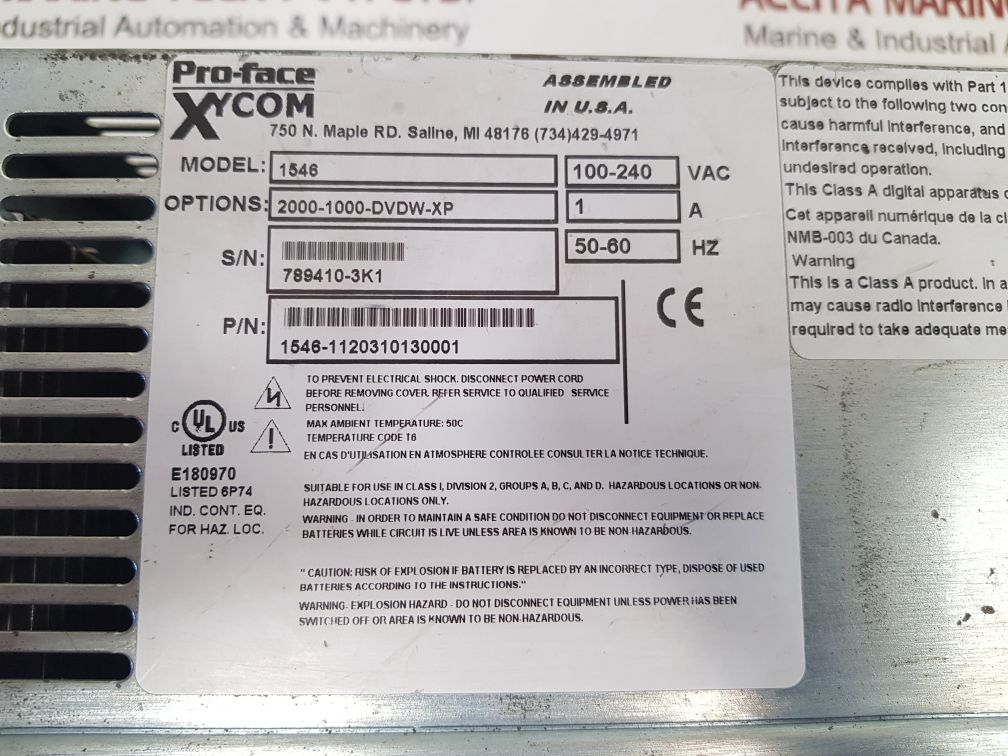 Industrial Automation & Machinery
Marine & Industrial
Pro-face
XYCOM
ASSEMBLED
IN U.S.A.
750 N. Maple RD. Saline, MI 48176 (734)429-4971
MODEL: 1546 100-240 VAC
OPTIONS: 2000-1000-DVDW-XP 1 A
S/N: 789410-3K1 50-60 HZ
P/N: 1546-1120310130001
CE
TO PREVENT ELECTRICAL SHOCK. DISCONNECT POWER CORD
BEFORE REMOVING COVER. REFER SERVICE TO QUALIFIED SERVICE
PERSONNEL.
MAX AMBIENT TEMPERATURE: 50C
TEMPERATURE CODE T6
EN CAS D'UTILISATION EN ATMOSPHERE CONTROLEE CONSULTER LA NOTICE TECHNIQUE.
C UL US
LISTED
E180970
LISTED 6P74
IND. CONT. EQ.
FOR HAZ. LOC.
SUITABLE FOR USE IN CLASS I, DIVISION 2, GROUPS A, B, C, AND D. HAZARDOUS LOCATIONS OR NON-
HAZARDOUS LOCATIONS ONLY.
WARNING - IN ORDER TO MAINTAIN A SAFE CONDITION DO NOT DISCONNECT EQUIPMENT OR REPLACE
BATTERIES WHILE CIRCUIT IS LIVE UNLESS AREA IS KNOWN TO BE NON-HAZARDOUS.
" CAUTION: RISK OF EXPLOSION IF BATTERY IS REPLACED BY AN INCORRECT TYPE, DISPOSE OF USED
BATTERIES ACCORDING TO THE INSTRUCTIONS."
WARNING- EXPLOSION HAZARD - DO NOT DISCONNECT EQUIPMENT UNLESS POWER HAS BEEN
SWITCHED OFF OR AREA IS KNOWN TO BE NON-HAZARDOUS.
This device complies with Part 1
subject to the following two con
cause harmful interference, and
interference received, including
undesired operation.
This Class A digital apparatus
Cet appareil numérique de la cl
NMB-003 du Canada.
Warning
This is a Class A product. In a
may cause radio interference
required to take adequate me